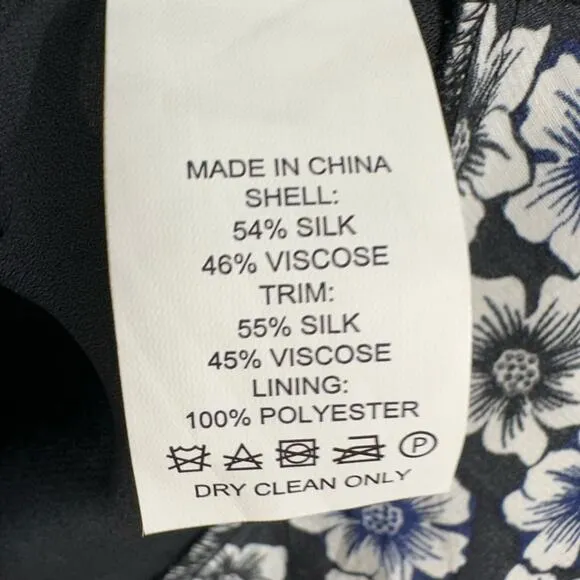 MADE IN CHINA
SHELL:
54% SILK
46% VISCOSE
TRIM:
55% SILK
45% VISCOSE
LINING:
100% POLYESTER
P
DRY CLEAN ONLY